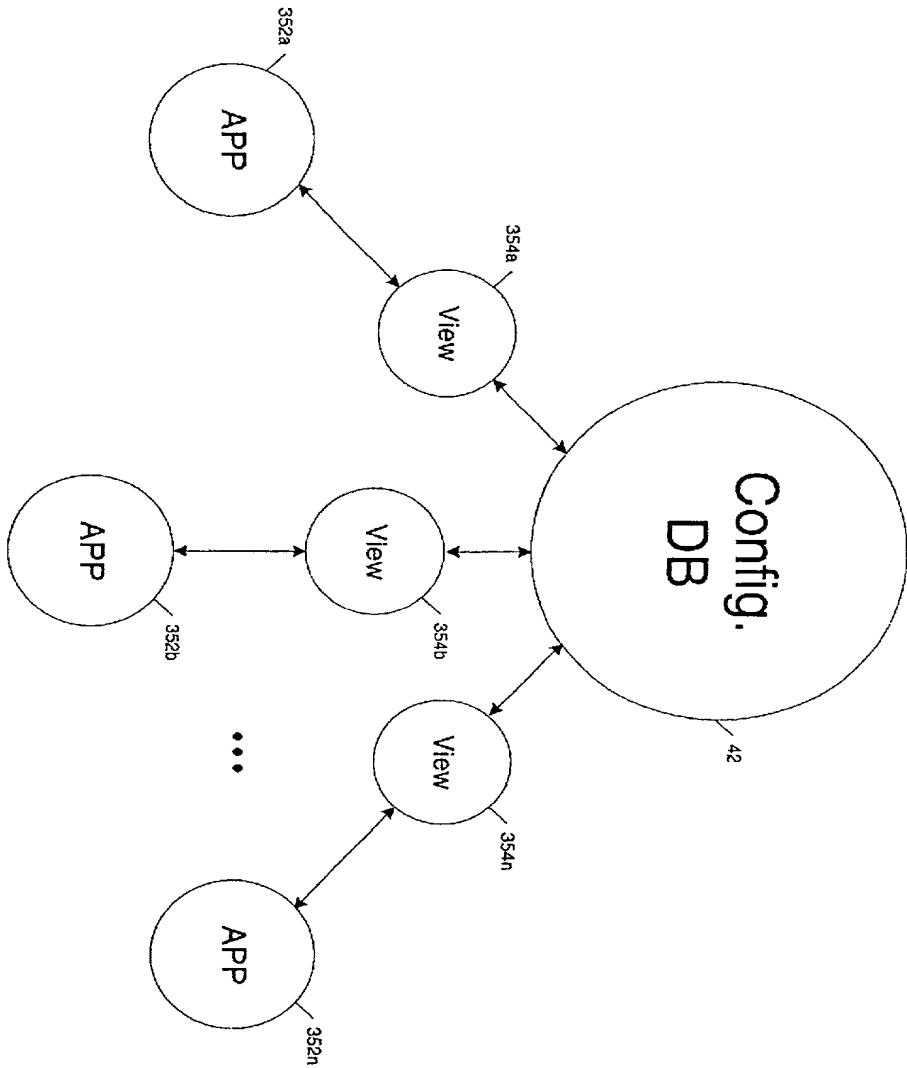 Config.
DB
42
View
354a
View
354b
View
354n
APP
352a
APP
352b
...
APP
352n